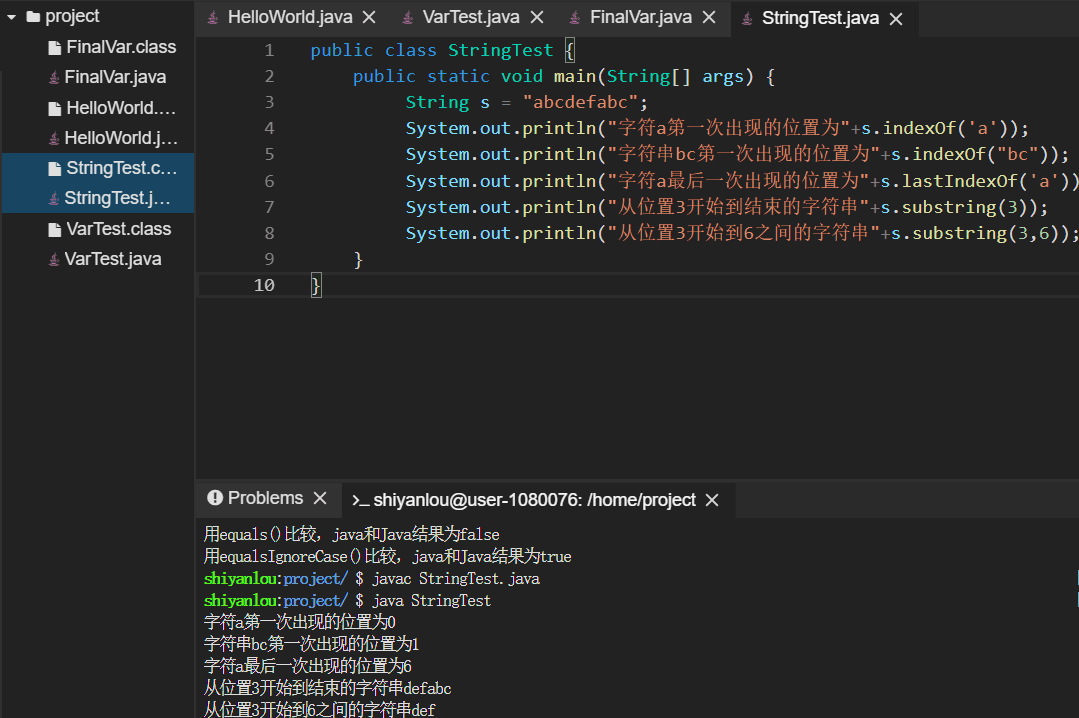 project
FinalVar.class
FinalVar.java
HelloWorld....
HelloWorld.j...
StringTest.c...
StringTest.j...
VarTest.class
VarTest.java
HelloWorld.java
VarTest.java
FinalVar.java
StringTest.java
1 public class StringTest {
2 public static void main(String[] args) {
3 String s = "abcdefabc";
4 System.out.println("字符a第一次出现的位置为"+s.indexOf('a'));
5 System.out.println("字符串bc第一次出现的位置为"+s.indexOf("bc"));
6 System.out.println("字符a最后一次出现的位置为"+s.lastIndexOf('a'))
7 System.out.println("从位置3开始到结束的字符串"+s.substring(3));
8 System.out.println("从位置3开始到6之间的字符串"+s.substring(3,6));
9 }
10 }
Problems
>_ shiyanlou@user-1080076: /home/project
用equals()比较，java和Java结果为false
用equalsIgnoreCase()比较，java和Java结果为true
shiyanlou:project/ $ javac StringTest.java
shiyanlou:project/ $ java StringTest
字符a第一次出现的位置为0
字符串bc第一次出现的位置为1
字符a最后一次出现的位置为6
从位置3开始到结束的字符串defabc
从位置3开始到6之间的字符串def